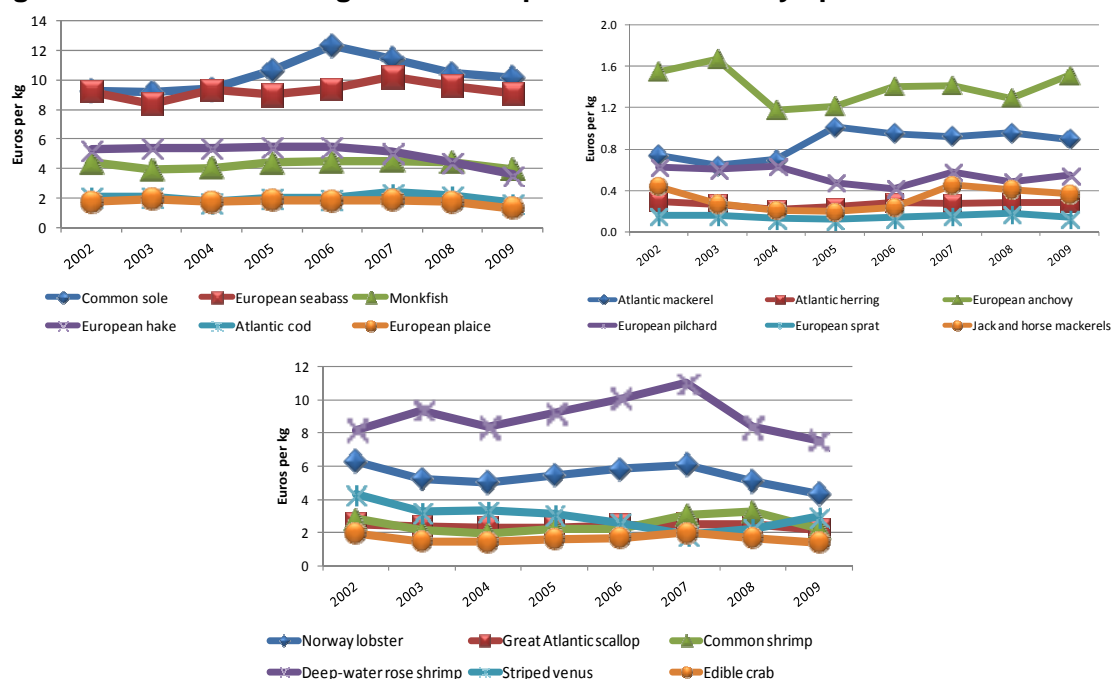 14
12
10
8
6
4
2
0
Euros per kg
2002 2003 2004 2005 2006 2007 2008 2009
Common sole European seabass Monkfish
European hake Atlantic cod European plaice
2.0
1.6
1.2
0.8
0.4
0.0
Euros per kg
2002 2003 2004 2005 2006 2007 2008 2009
Atlantic mackerel Atlantic herring European anchovy
European pilchard European sprat Jack and horse mackerels
12
10
8
6
4
2
0
Euros per kg
2002 2003 2004 2005 2006 2007 2008 2009
Norway lobster Great Atlantic scallop Common shrimp
Deep-water rose shrimp Striped venus Edible crab